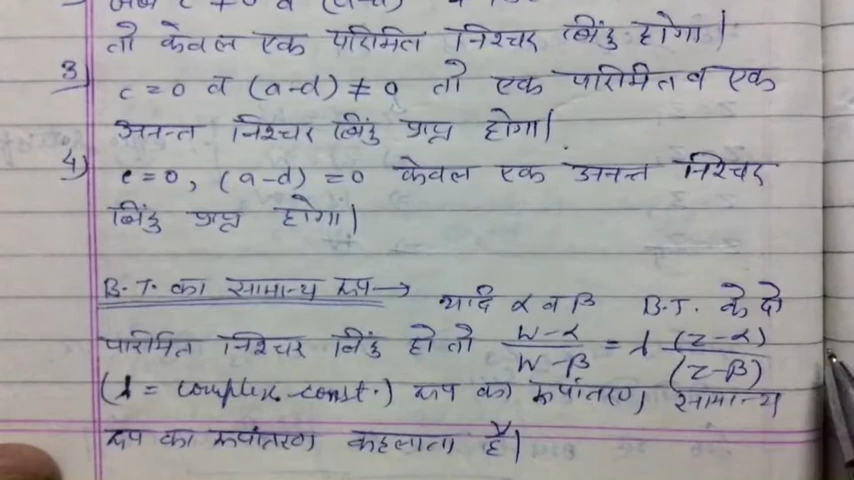 तो केवल एक परिमित निश्चर बिंदु होगा|
3) c=0 व (a-d) ≠ 0 तो एक परिमित व एक
अनन्त निश्चर बिंदु प्राप्त होगा|
4) c=0, (a-d) =0 केवल एक अनन्त निश्चर
बिंदु प्राप्त होगा|
B.T. का सामान्य रूप→ यदि α व β B.T. के दो
परिमित निश्चर बिंदु हो तो (W-α)/(W-β) = λ (z-α)/(z-β)
(λ = complex const.) रूप का रूपांतरण सामान्य
रूप का रूपांतरण कहलाता है|